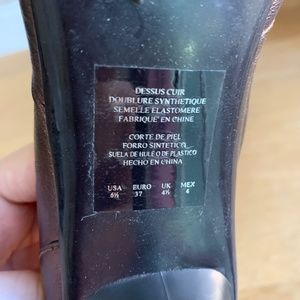 DESSUS CUIR
DOUBLURE SYNTHETIQUE
SEMELLE ELASTOMERE
FABRIQUE' EN CHINE
CORTE DE PIEL
FORRO SINTETICO
SUELA DE HULE O DE PLASTICO
HECHO EN CHINA
USA EURO UK MEX
6½ 37 4½ 4